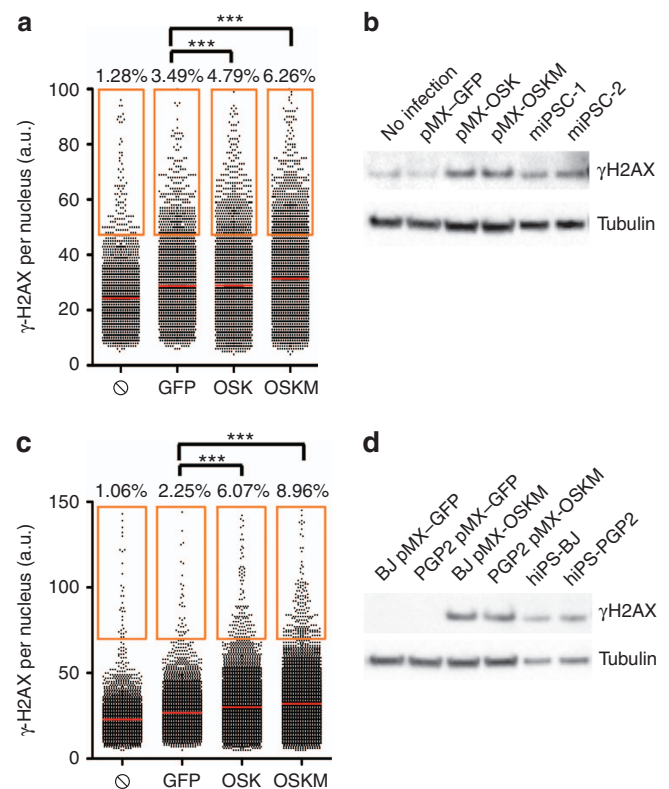 a
***
***
1.28% 3.49% 4.79% 6.26%
γ-H2AX per nucleus (a.u.)
100
80
60
40
20
0
GFP OSK OSKM
b
No infection
pMX–GFP
pMX-OSK
pMX-OSKM
miPSC-1
miPSC-2
γH2AX
Tubulin
c
***
***
1.06% 2.25% 6.07% 8.96%
γ-H2AX per nucleus (a.u.)
150
100
50
0
GFP OSK OSKM
d
BJ pMX–GFP
PGP2 pMX–GFP
BJ pMX-OSKM
PGP2 pMX-OSKM
hiPS-BJ
hiPS-PGP2
γH2AX
Tubulin